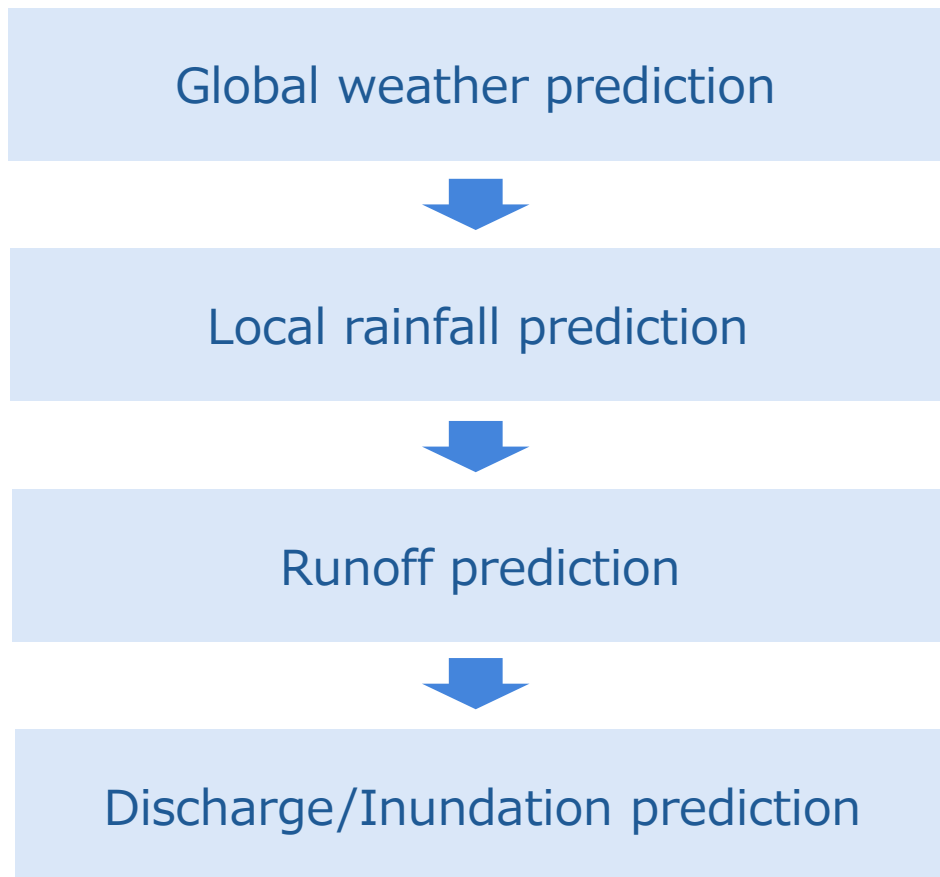 Global weather prediction
Local rainfall prediction
Runoff prediction
Discharge/Inundation prediction